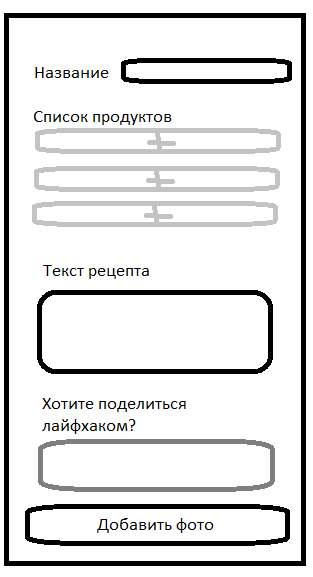 Название
Список продуктов
Текст рецепта
Хотите поделиться
лайфхаком?
Добавить фото